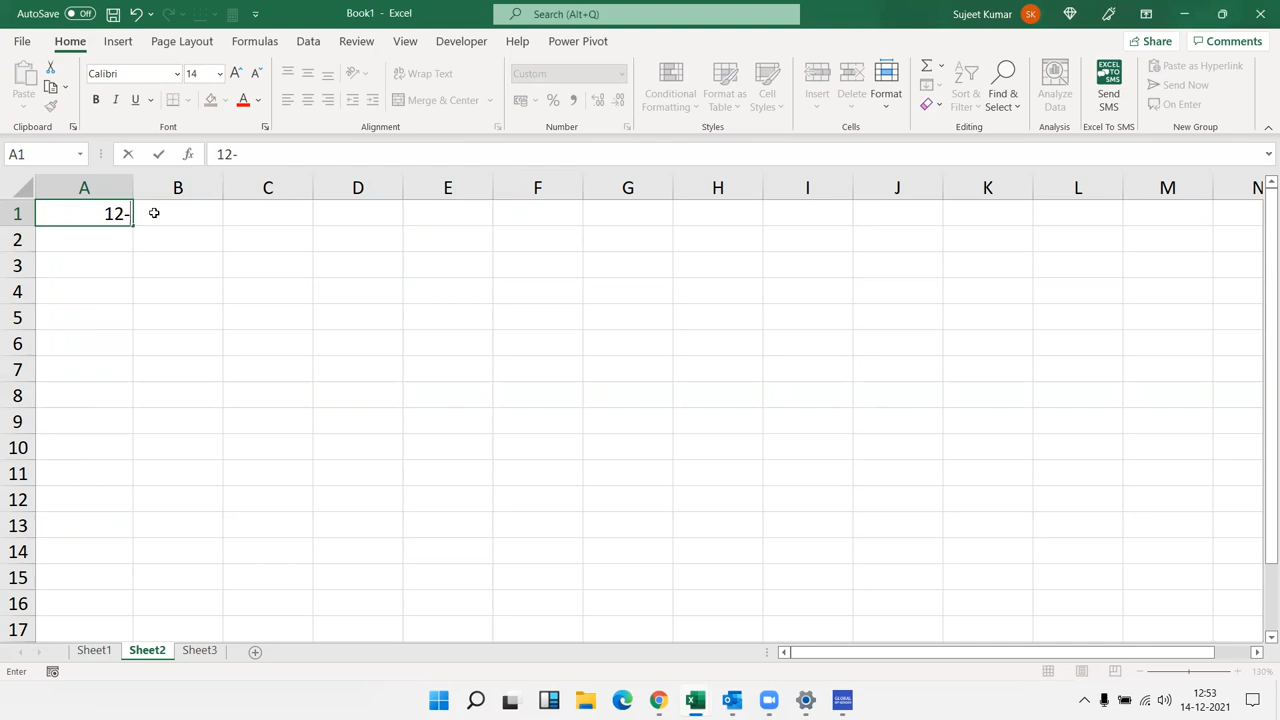 AutoSave Off Book1 - Excel Search (Alt+Q) Sujeet Kumar SK
File Home Insert Page Layout Formulas Data Review View Developer Help Power Pivot Share Comments
Paste Calibri 14 A A Wrap Text Custom Conditional Formatting Format as Table Cell Styles Insert Delete Format Sort & Filter Find & Select Analyze Data Send SMS Paste as Hyperlink
B I U A Merge & Center % Send Now
On Enter
Clipboard Font Alignment Number Styles Cells Editing Analysis Excel To SMS New Group
A1 fx 12-
A B C D E F G H I J K L M N
1 12-
2
3
4
5
6
7
8
9
10
11
12
13
14
15
16
17
Sheet1 Sheet2 Sheet3
Enter 130%
12:53
14-12-2021